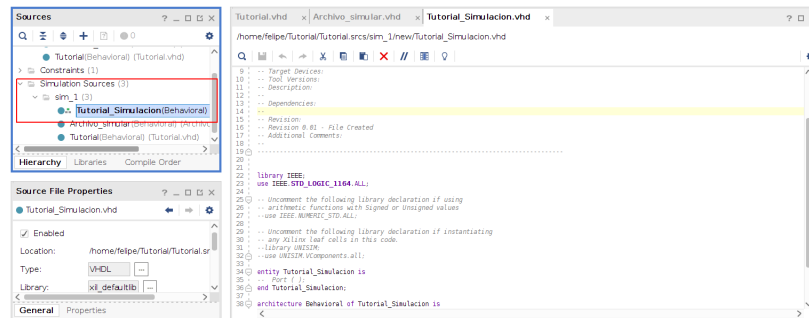 Sources
? _ □ ⧉ ×
0
Tutorial(Behavioral) (Tutorial.vhd)
Constraints (1)
Simulation Sources (3)
sim_1 (3)
Tutorial_Simulacion(Behavioral)
Archivo_simular(Behavioral) (Archivo
Tutorial(Behavioral) (Tutorial.vhd)
Hierarchy Libraries Compile Order
Source File Properties
? _ □ ⧉ ×
Tutorial_Simulacion.vhd
Enabled
Location: /home/felipe/Tutorial/Tutorial.sr
Type: VHDL ...
Library: xil_defaultlib ...
General Properties
Tutorial.vhd × Archivo_simular.vhd × Tutorial_Simulacion.vhd ×
/home/felipe/Tutorial/Tutorial.srcs/sim_1/new/Tutorial_Simulacion.vhd
9 -- Target Devices:
10 -- Tool Versions:
11 -- Description:
12 --
13 -- Dependencies:
14 --
15 -- Revision:
16 -- Revision 0.01 - File Created
17 -- Additional Comments:
18 --
19 ----------------------------------------------------------------------------------
20
21
22 library IEEE;
23 use IEEE.STD_LOGIC_1164.ALL;
24
25 -- Uncomment the following library declaration if using
26 -- arithmetic functions with Signed or Unsigned values
27 --use IEEE.NUMERIC_STD.ALL;
28
29 -- Uncomment the following library declaration if instantiating
30 -- any Xilinx leaf cells in this code.
31 --library UNISIM;
32 --use UNISIM.VComponents.all;
33
34 entity Tutorial_Simulacion is
35 -- Port ( );
36 end Tutorial_Simulacion;
37
38 architecture Behavioral of Tutorial_Simulacion is